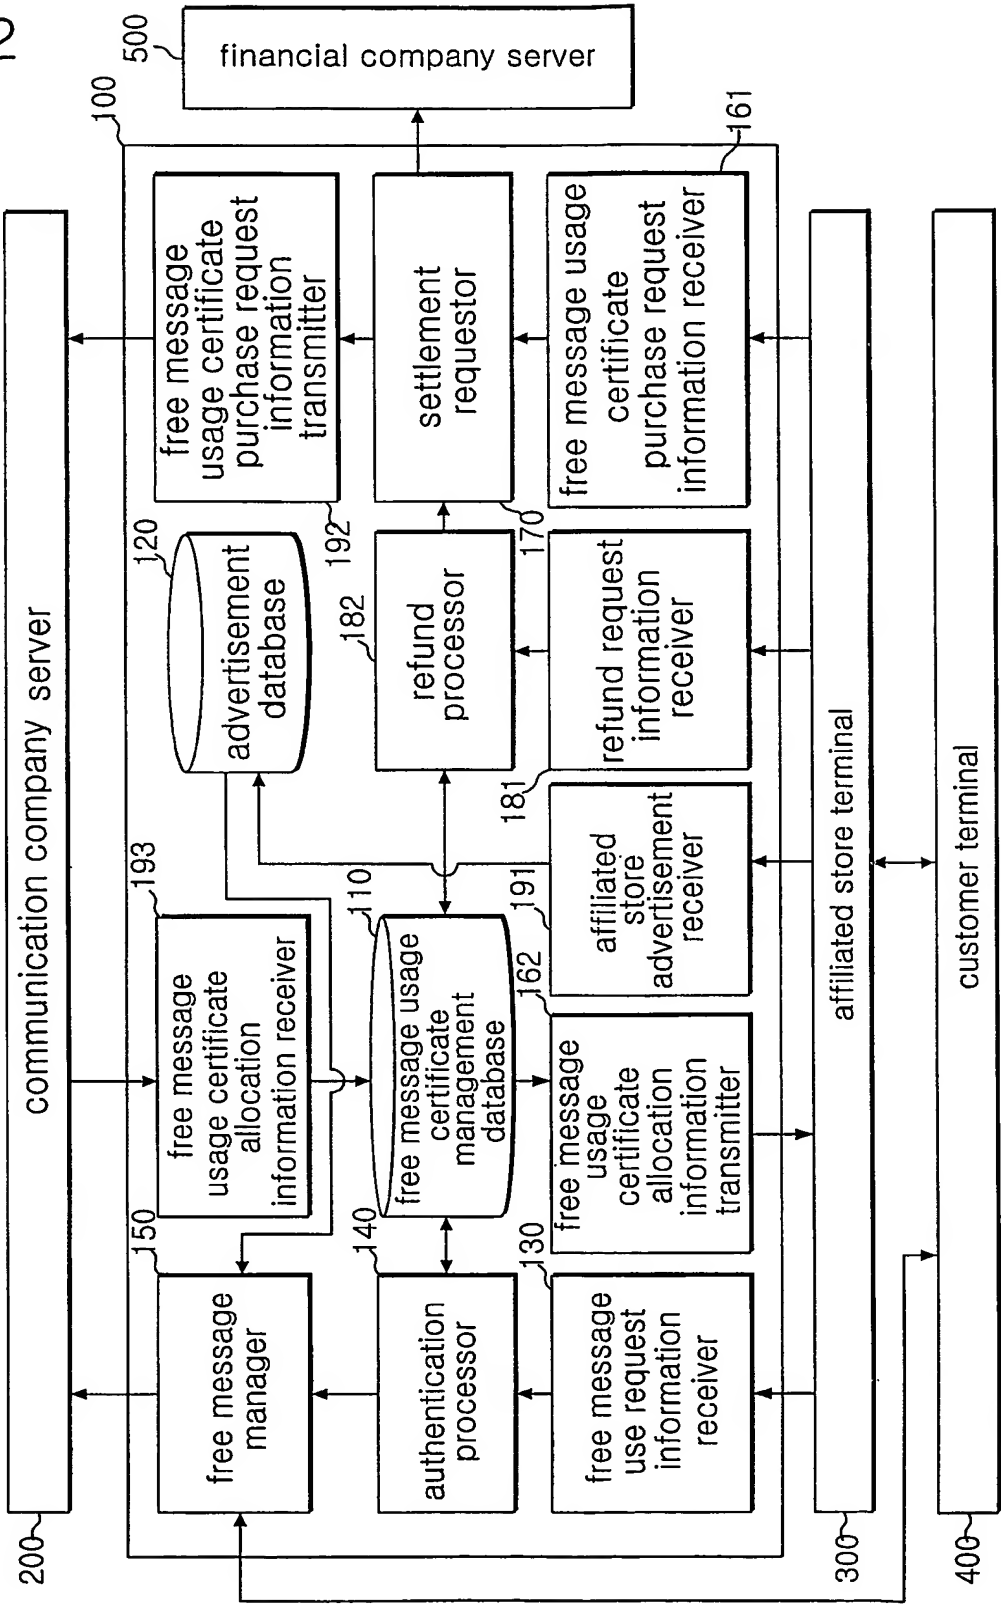 2
communication company server
200
100
500
financial company server
free message
manager
150
free message
usage certificate
allocation
information receiver
193
advertisement
database
120
free message
usage certificate
purchase request
information
transmitter
192
authentication
processor
140
free message usage
certificate
management
database
110
refund
processor
182
settlement
requestor
170
free message
use request
information
receiver
130
free message
usage
certificate
allocation
information
transmitter
162
affiliated
store
advertisement
receiver
191
refund request
information
receiver
181
free message usage
certificate
purchase request
information receiver
161
affiliated store terminal
300
customer terminal
400